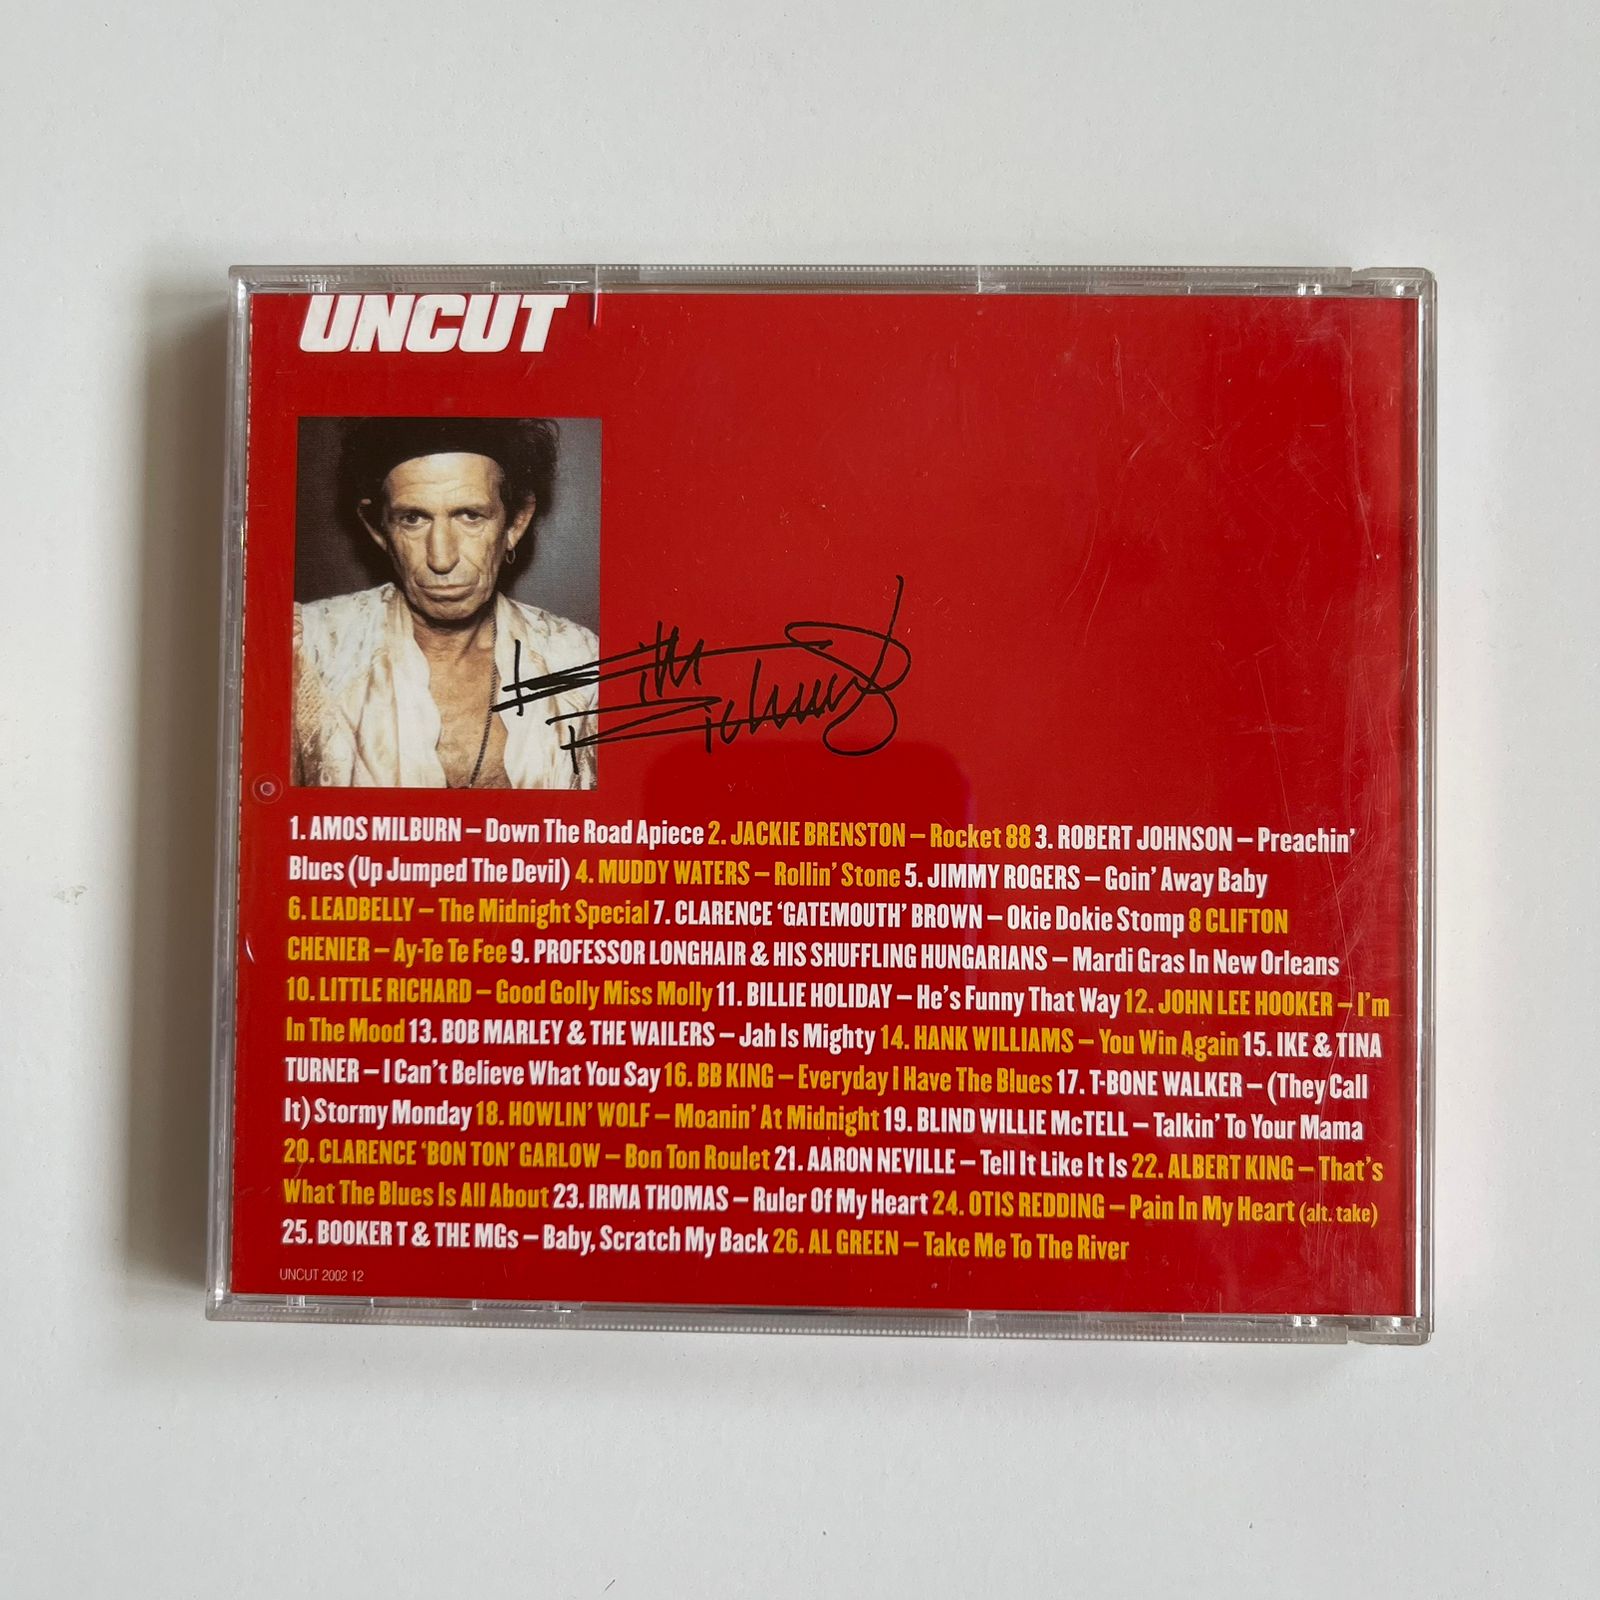 UNCUT
Keith
Richards
1. AMOS MILBURN – Down The Road Apiece 2. JACKIE BRENSTON – Rocket 88 3. ROBERT JOHNSON – Preachin'
Blues (Up Jumped The Devil) 4. MUDDY WATERS – Rollin' Stone 5. JIMMY ROGERS – Goin' Away Baby
6. LEADBELLY – The Midnight Special 7. CLARENCE 'GATEMOUTH' BROWN – Okie Dokie Stomp 8 CLIFTON
CHENIER – Ay-Te Te Fee 9. PROFESSOR LONGHAIR & HIS SHUFFLING HUNGARIANS – Mardi Gras In New Orleans
10. LITTLE RICHARD – Good Golly Miss Molly 11. BILLIE HOLIDAY – He's Funny That Way 12. JOHN LEE HOOKER – I'm
In The Mood 13. BOB MARLEY & THE WAILERS – Jah Is Mighty 14. HANK WILLIAMS – You Win Again 15. IKE & TINA
TURNER – I Can't Believe What You Say 16. BB KING – Everyday I Have The Blues 17. T-BONE WALKER – (They Call
It) Stormy Monday 18. HOWLIN' WOLF – Moanin' At Midnight 19. BLIND WILLIE McTELL – Talkin' To Your Mama
20. CLARENCE 'BON TON' GARLOW – Bon Ton Roulet 21. AARON NEVILLE – Tell It Like It Is 22. ALBERT KING – That's
What The Blues Is All About 23. IRMA THOMAS – Ruler Of My Heart 24. OTIS REDDING – Pain In My Heart (alt. take)
25. BOOKER T & THE MGs – Baby, Scratch My Back 26. AL GREEN – Take Me To The River
UNCUT 2002 12